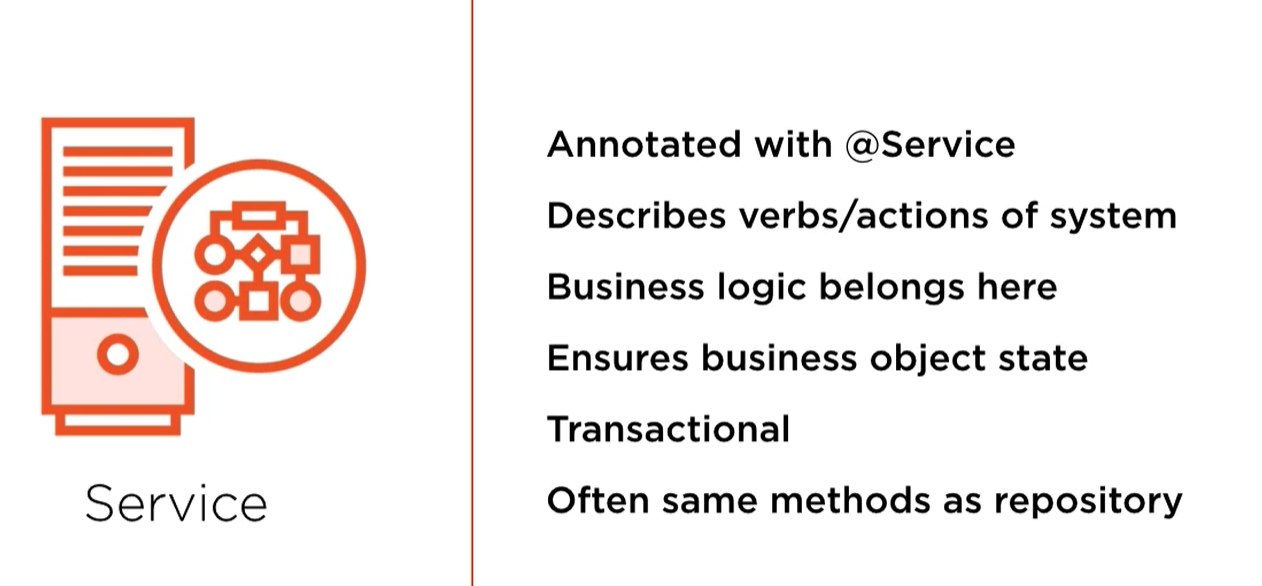 Service
Annotated with @Service
Describes verbs/actions of system
Business logic belongs here
Ensures business object state
Transactional
Often same methods as repository